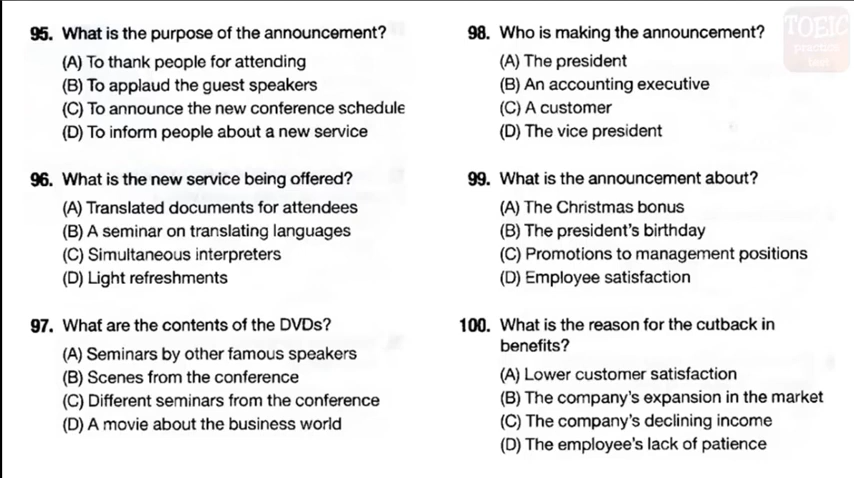 95. What is the purpose of the announcement?
(A) To thank people for attending
(B) To applaud the guest speakers
(C) To announce the new conference schedule
(D) To inform people about a new service
96. What is the new service being offered?
(A) Translated documents for attendees
(B) A seminar on translating languages
(C) Simultaneous interpreters
(D) Light refreshments
97. What are the contents of the DVDs?
(A) Seminars by other famous speakers
(B) Scenes from the conference
(C) Different seminars from the conference
(D) A movie about the business world
98. Who is making the announcement?
(A) The president
(B) An accounting executive
(C) A customer
(D) The vice president
99. What is the announcement about?
(A) The Christmas bonus
(B) The president's birthday
(C) Promotions to management positions
(D) Employee satisfaction
100. What is the reason for the cutback in
benefits?
(A) Lower customer satisfaction
(B) The company's expansion in the market
(C) The company's declining income
(D) The employee's lack of patience
TOEIC
practice
test